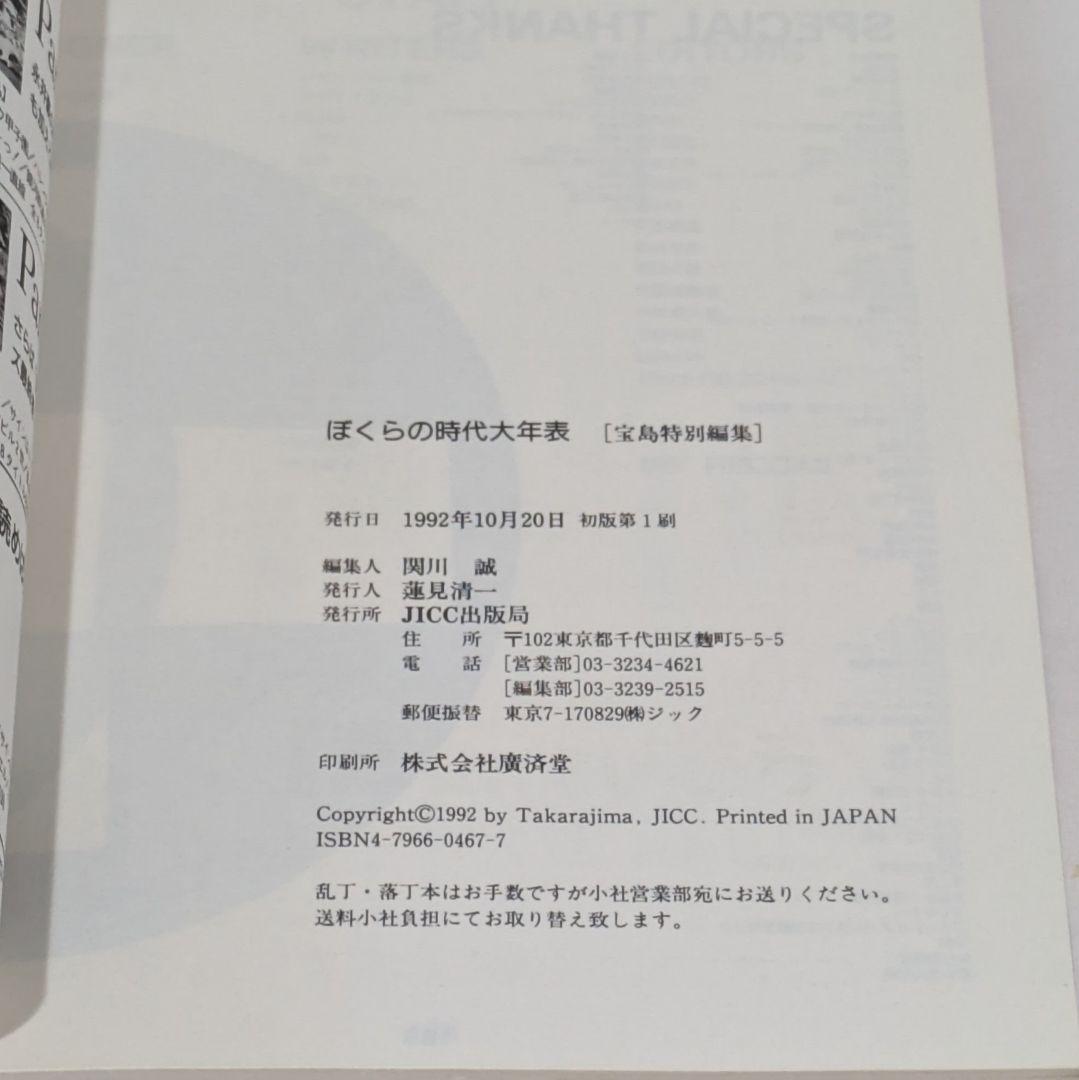 SPECIAL THANKS
ぼくらの時代大年表 [宝島特別編集]
発行日 1992年10月20日 初版第1刷
編集人 関川 誠
発行人 蓮見清一
発行所 JICC出版局
住 所 〒102東京都千代田区麴町5-5-5
電 話 [営業部]03-3234-4621
[編集部]03-3239-2515
郵便振替 東京7-170829㈱ジック
印刷所 株式会社廣済堂
Copyright©1992 by Takarajima, JICC. Printed in JAPAN
ISBN4-7966-0467-7
乱丁・落丁本はお手数ですが小社営業部宛にお送りください。
送料小社負担にてお取り替え致します。